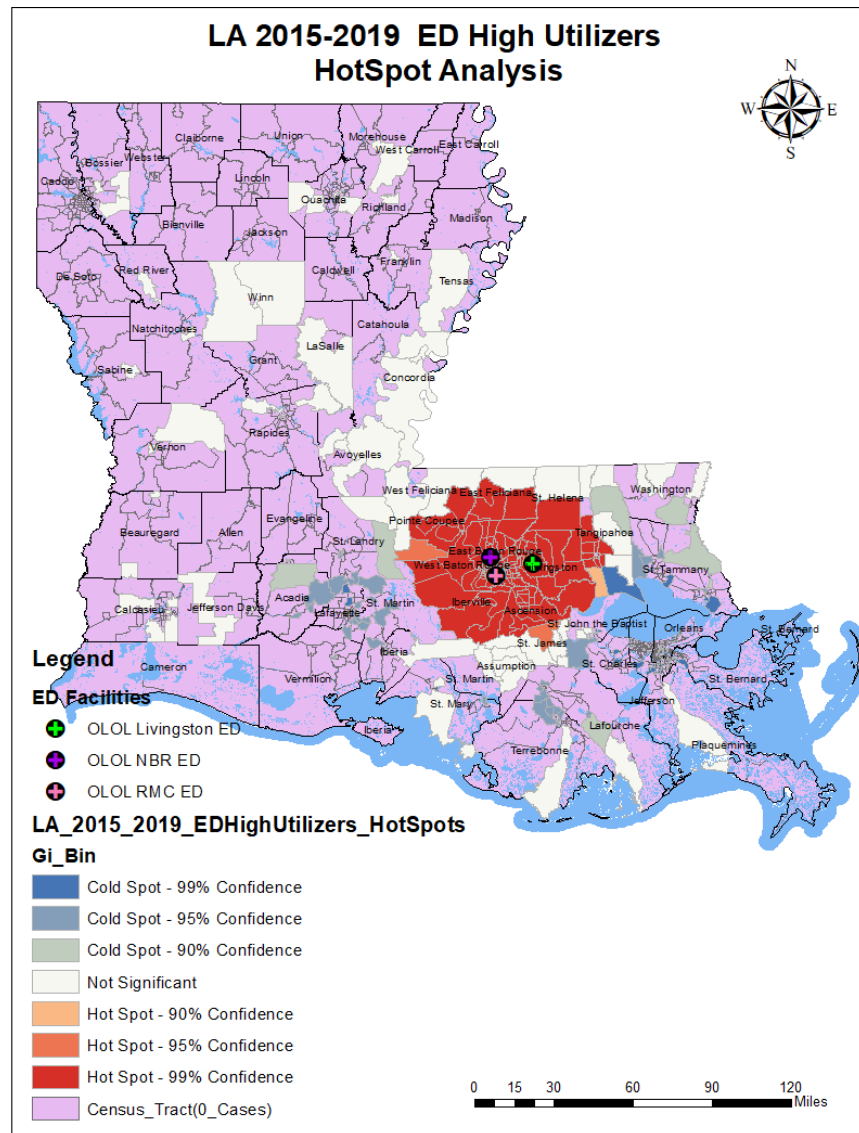 LA 2015-2019 ED High Utilizers
HotSpot Analysis
N
W E
S
Claiborne
Union
Morehouse
West Carroll
East Carroll
Bossier
Webster
Lincoln
Caddo
Ouachita
Richland
Madison
Bienville
Jackson
Franklin
De Soto
Red River
Caldwell
Tensas
Winn
Natchitoches
Catahoula
LaSalle
Grant
Sabine
Concordia
Rapides
Vernon
Avoyelles
West Feliciana
East Feliciana
St. Helena
Washington
Pointe Coupee
Tangipahoa
Beauregard
Allen
Evangeline
St. Landry
East Baton Rouge
West Baton Rouge
Livingston
St. Tammany
Acadia
Calcasieu
Jefferson Davis
Lafayette
St. Martin
Iberville
Ascension
St. John the Baptist
Orleans
St. Bernard
St. James
Iberia
Assumption
St. Charles
Cameron
Vermilion
St. Martin
St. Bernard
St. Mary
Jefferson
Lafourche
Iberia
Terrebonne
Plaquemines
Legend
ED Facilities
OLOL Livingston ED
OLOL NBR ED
OLOL RMC ED
LA_2015_2019_EDHighUtilizers_HotSpots
Gi_Bin
Cold Spot - 99% Confidence
Cold Spot - 95% Confidence
Cold Spot - 90% Confidence
Not Significant
Hot Spot - 90% Confidence
Hot Spot - 95% Confidence
Hot Spot - 99% Confidence
Census_Tract(0_Cases)
0 15 30 60 90 120
Miles